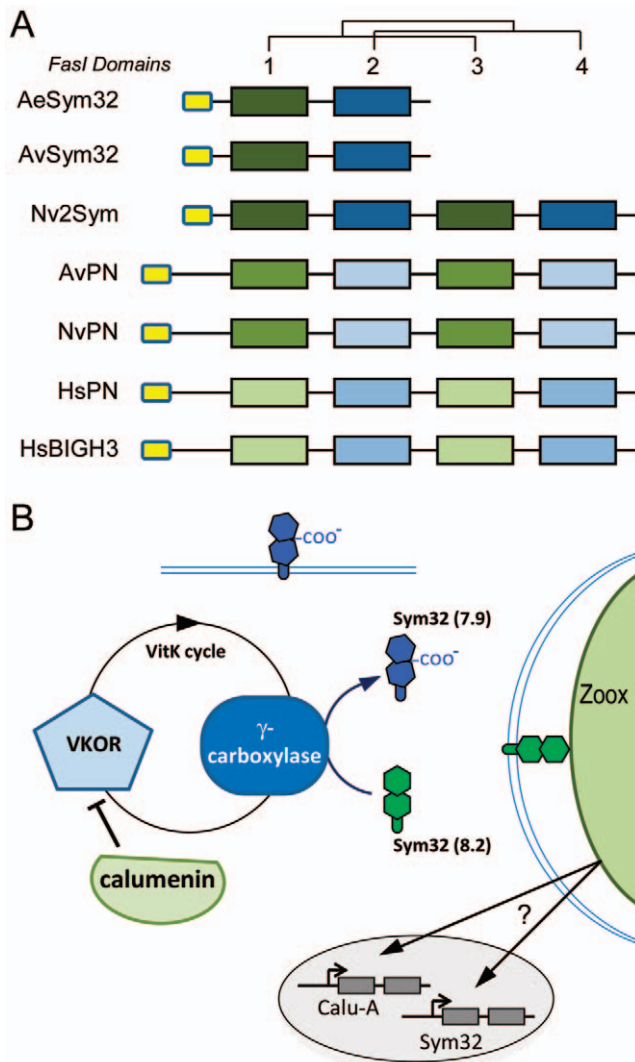 A
FasI Domains 1 2 3 4
AeSym32
AvSym32
Nv2Sym
AvPN
NvPN
HsPN
HsBIGH3
B
-coo-
Sym32 (7.9)
VitK cycle
-coo-
Zoox
VKOR
γ-
carboxylase
Sym32 (8.2)
calumenin
?
Calu-A
Sym32